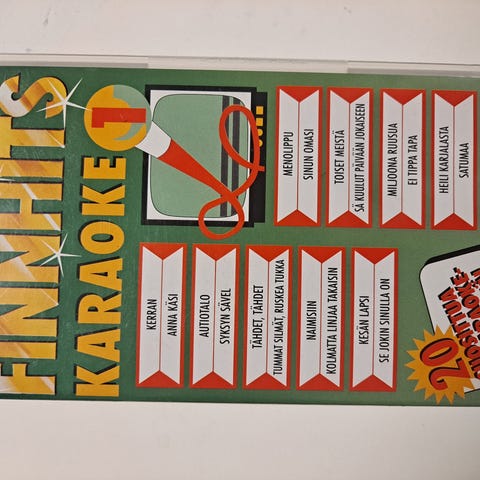 FINNHITS
KARAOKE 1
KERRAN
ANNA KÄSI
AUTIOTALO
SYKSYN SÄVEL
TÄHDET, TÄHDET
TUMMAT SILMÄT, RUSKEA TUKKA
NAIMISIIN
KOLMATTA LINJAA TAKAISIN
KESÄN LAPSI
SE JOKIN SINULLA ON
MENOLIPPU
SINUN OMASI
TOISET MEISTÄ
SÄ KUULUT PÄIVÄÄN JOKAISEEN
MILJOONA RUUSUA
EI TIPPA TAPA
HEILI KARJALASTA
SATUMAA
20
SUOSITTUA
KARAOKE-